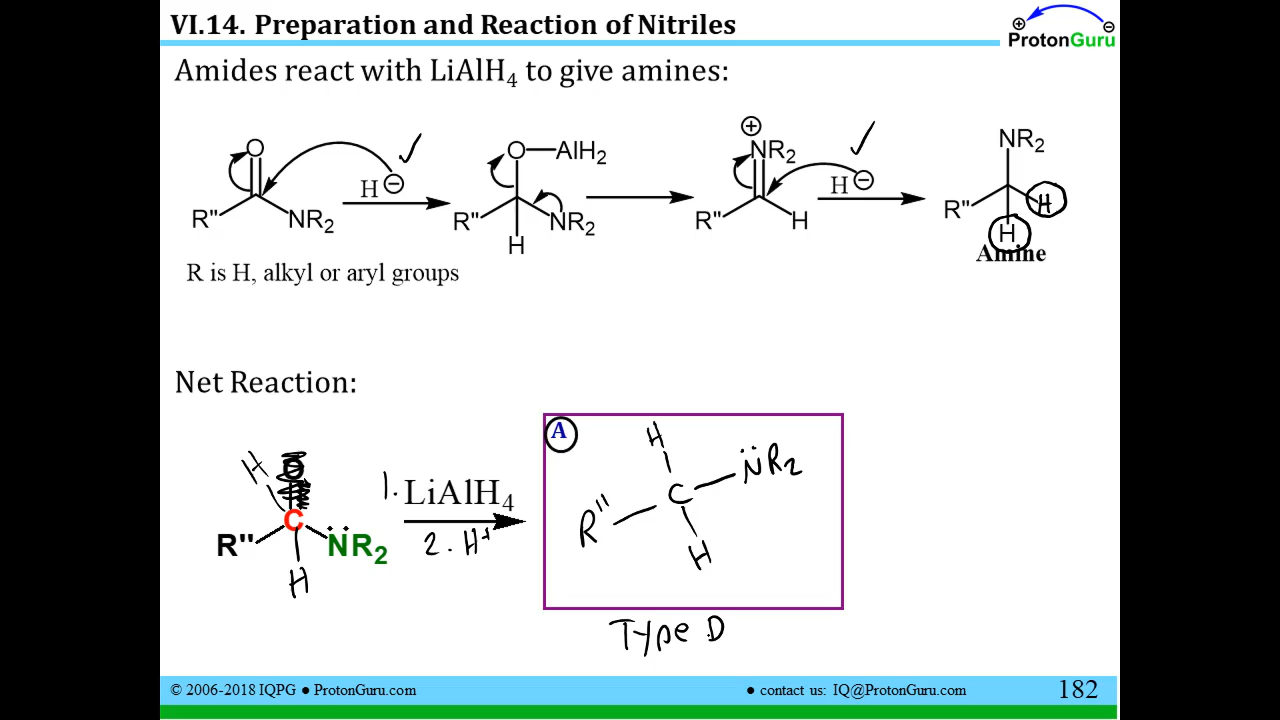 VI.14. Preparation and Reaction of Nitriles
⊕ ⊖
ProtonGuru
Amides react with LiAlH4 to give amines:
O H ⊖ R" NR2
O—AlH2 R" NR2 H
⊕ NR2 H ⊖ R" H
NR2 R" H H
Amine
R is H, alkyl or aryl groups
Net Reaction:
H O C R" N̈R2 H
1. LiAlH4
2. H+
A
H C N̈R2 R" H
Type D
© 2006-2018 IQPG ● ProtonGuru.com
● contact us: IQ@ProtonGuru.com
182